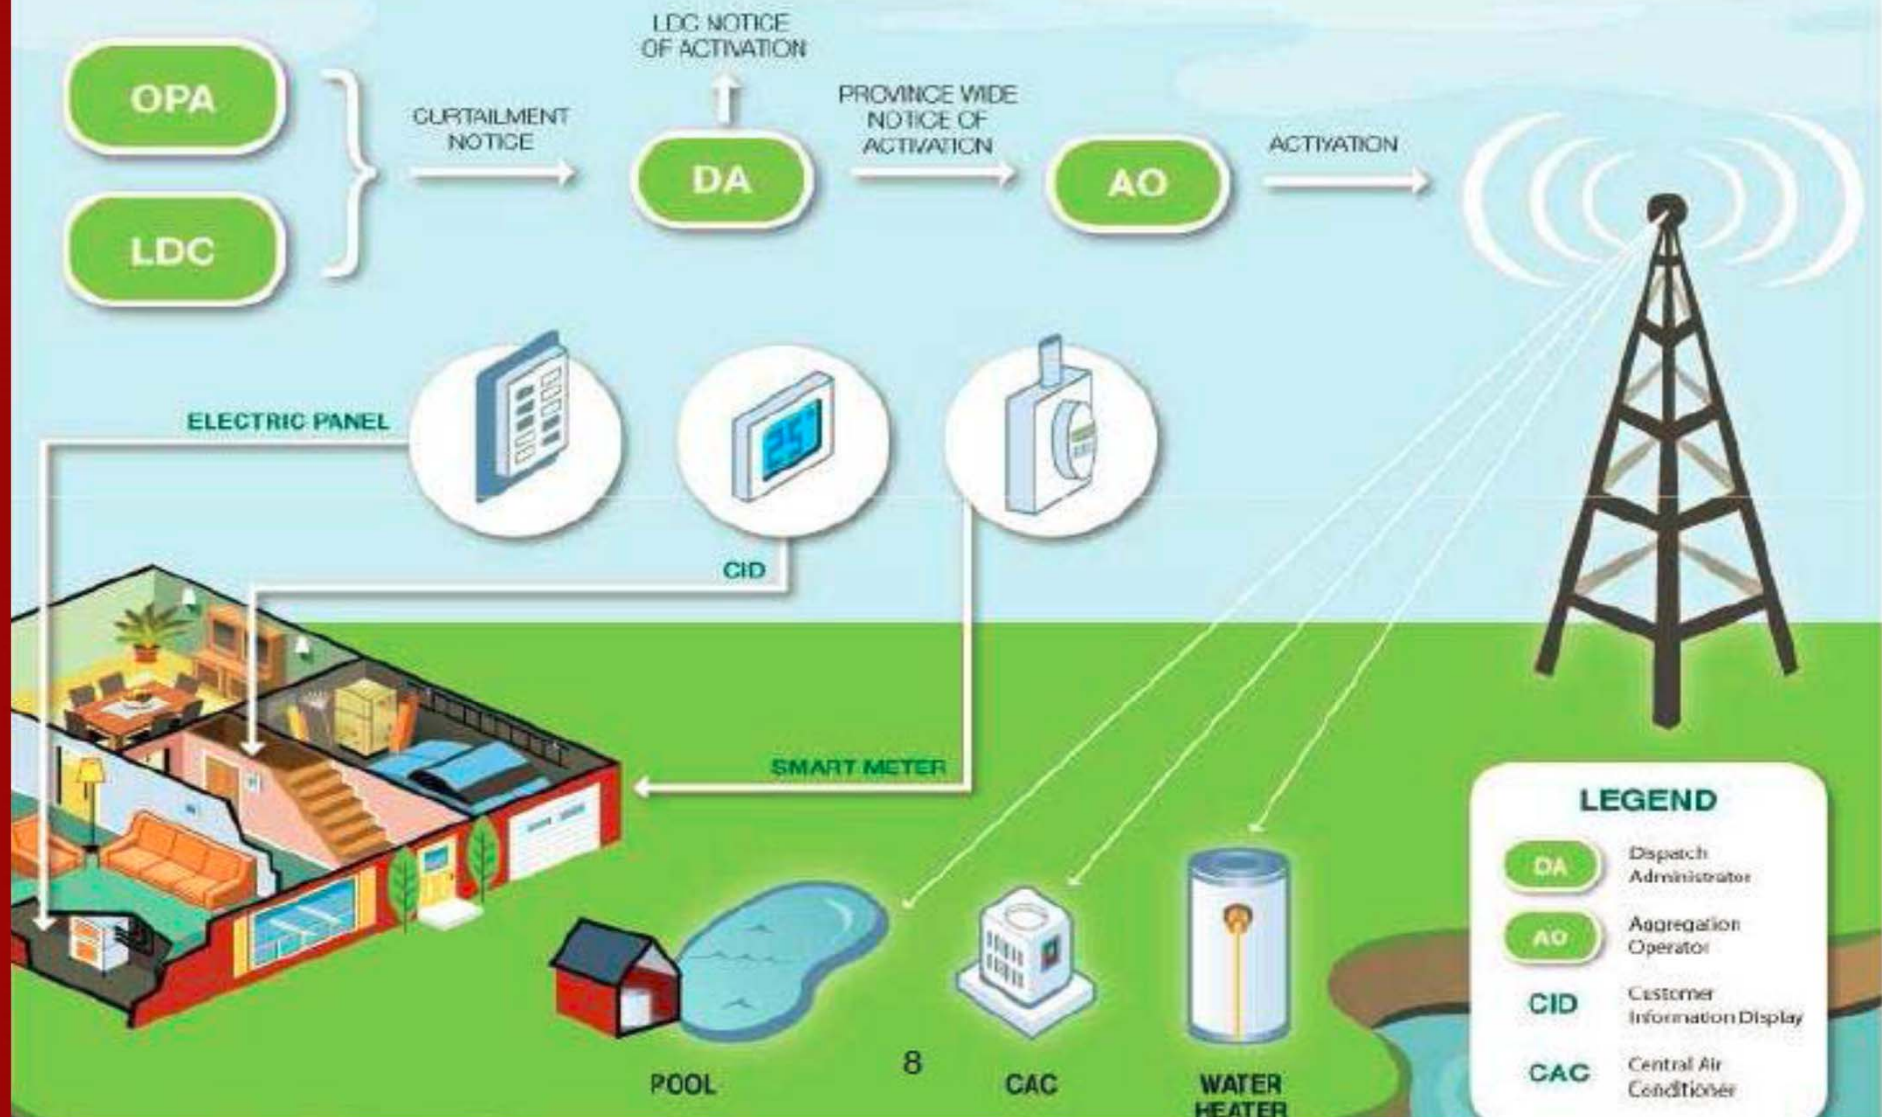 OPA
LDC
CURTAILMENT
NOTICE
LDC NOTICE
OF ACTIVATION
DA
PROVINCE WIDE
NOTICE OF
ACTIVATION
AO
ACTIVATION
ELECTRIC PANEL
25
CID
SMART METER
POOL
8
CAC
WATER
HEATER
LEGEND
DA Dispatch
Administrator
AO Aggregation
Operator
CID Customer
Information Display
CAC Central Air
Conditioner